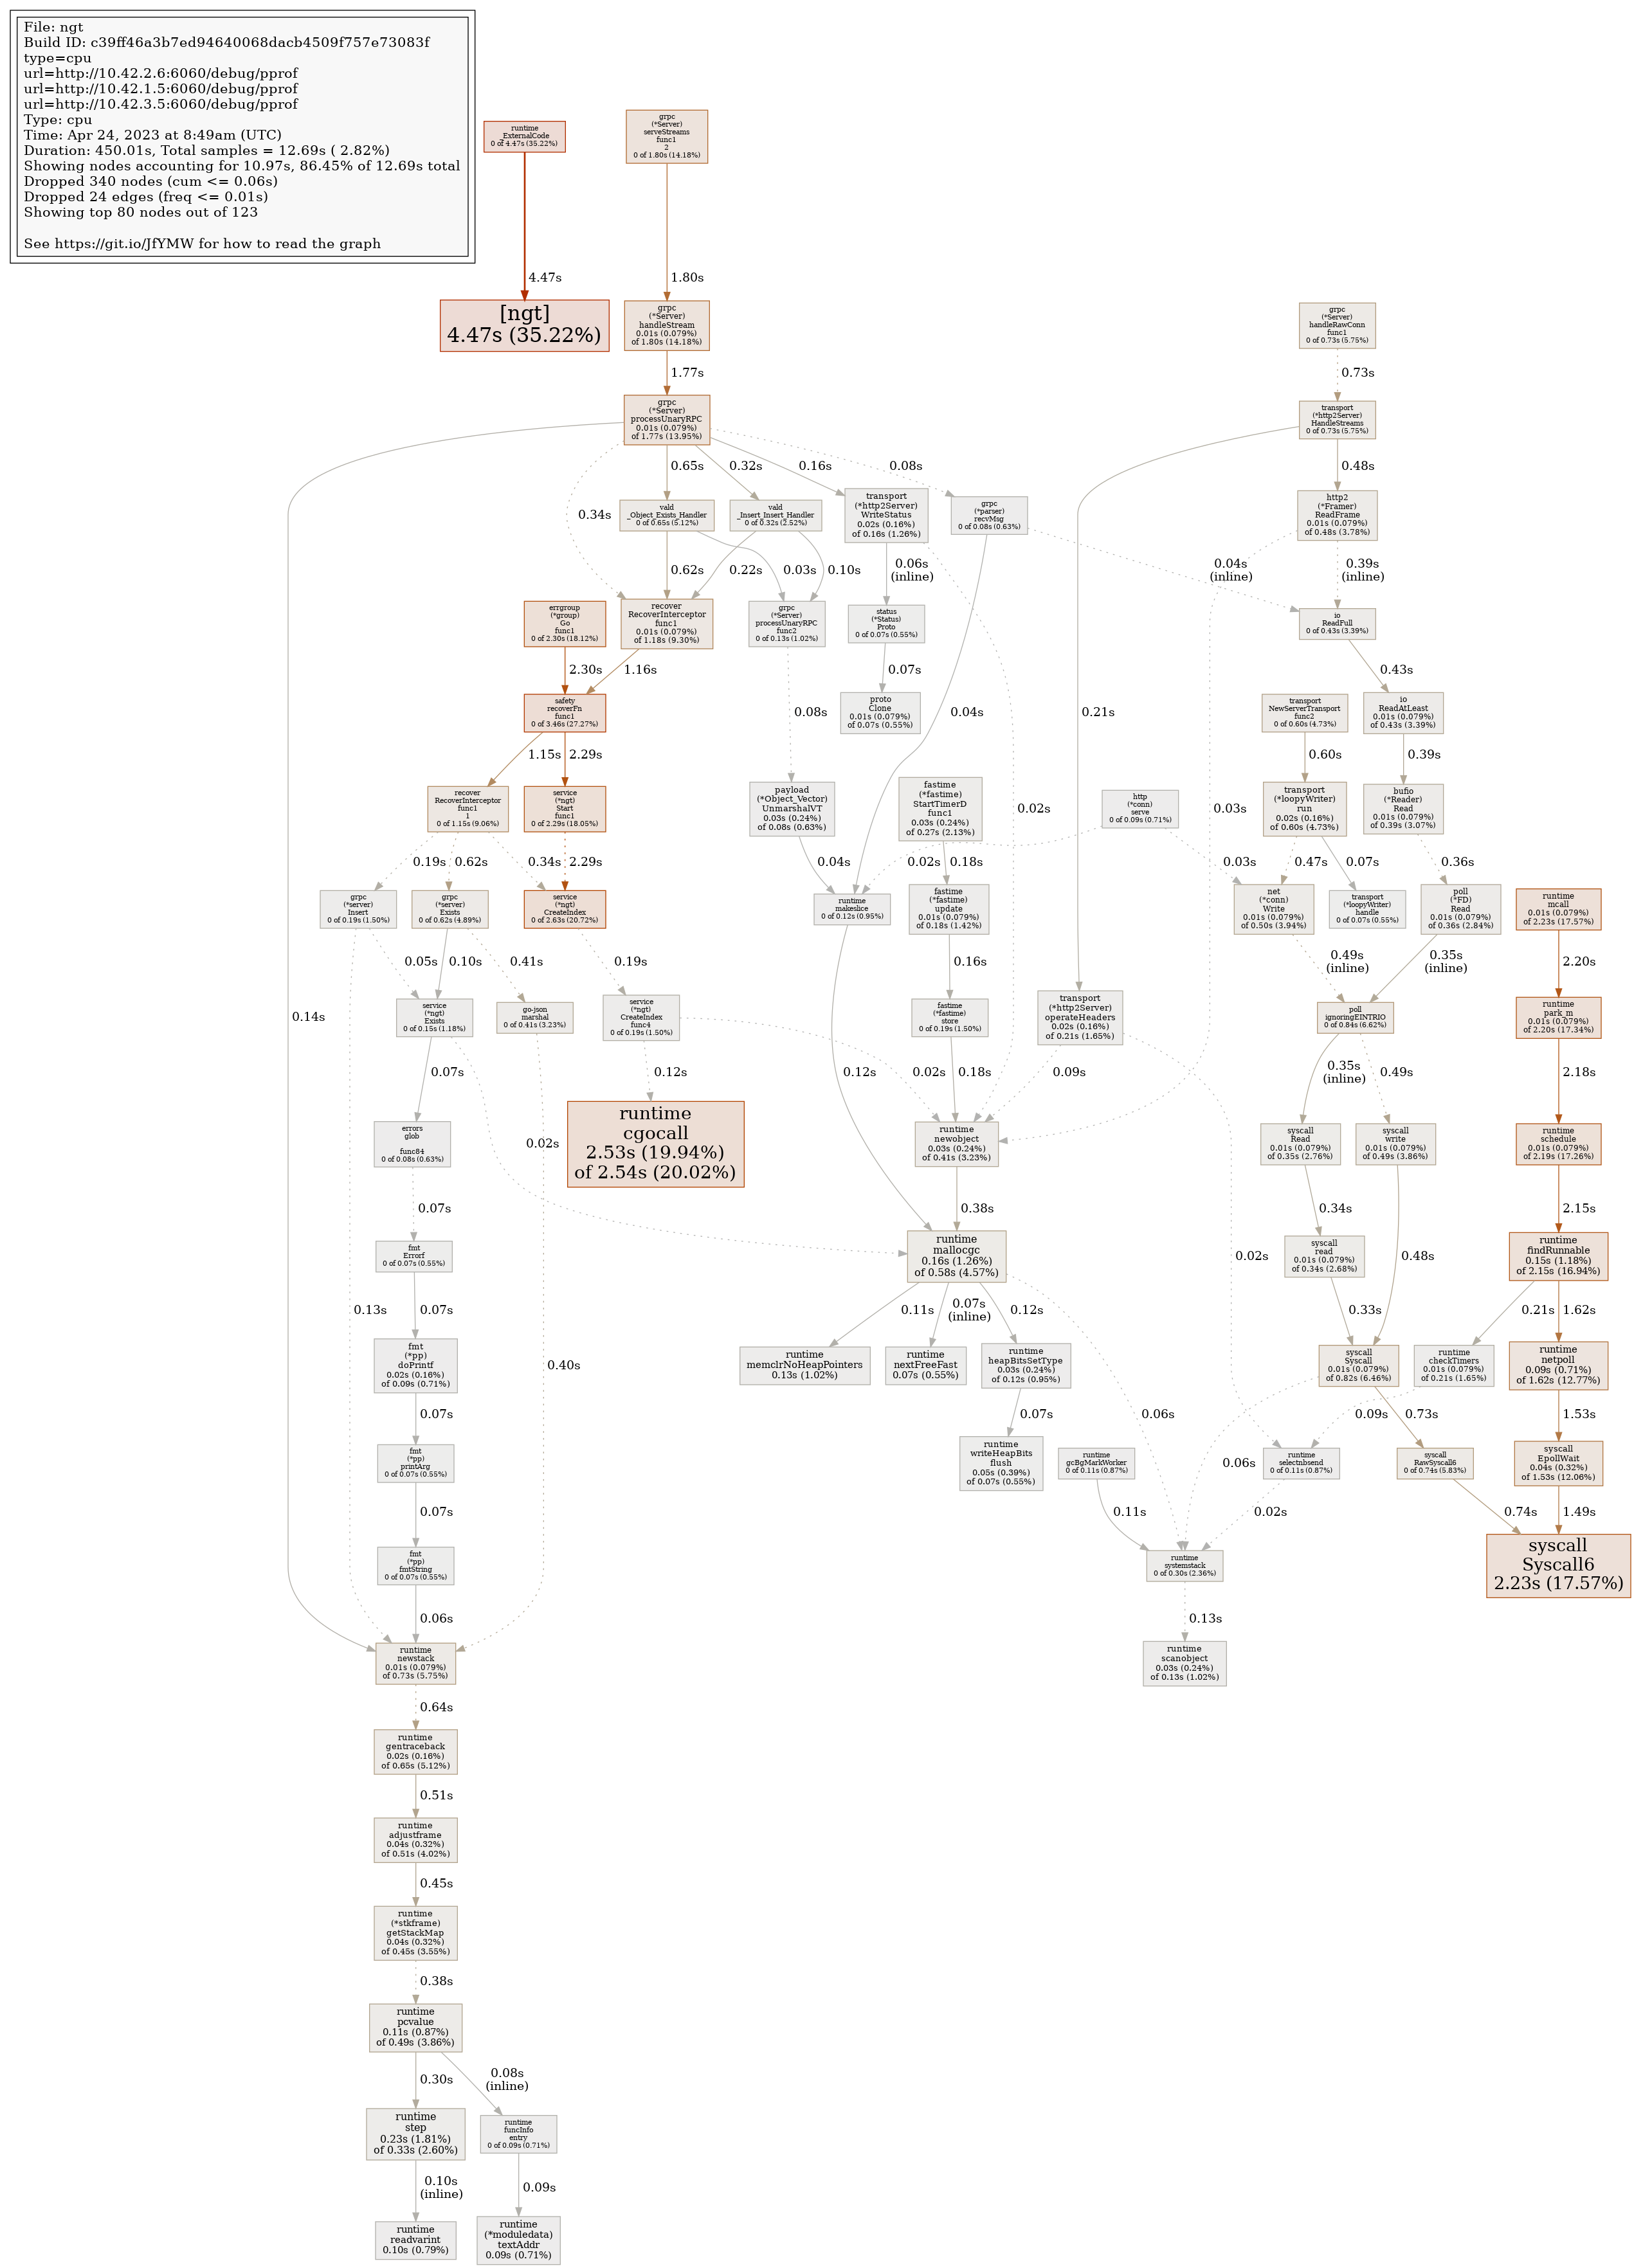 File: ngt
Build ID: c39ff46a3b7ed94640068dacb4509f757e73083f
type=cpu
url=http://10.42.2.6:6060/debug/pprof
url=http://10.42.1.5:6060/debug/pprof
url=http://10.42.3.5:6060/debug/pprof
Type: cpu
Time: Apr 24, 2023 at 8:49am (UTC)
Duration: 450.01s, Total samples = 12.69s ( 2.82%)
Showing nodes accounting for 10.97s, 86.45% of 12.69s total
Dropped 340 nodes (cum <= 0.06s)
Dropped 24 edges (freq <= 0.01s)
Showing top 80 nodes out of 123
See https://git.io/JfYMW for how to read the graph
runtime
ExternalCode
0 of 4.47s (35.22%)
grpc
(*Server)
serveStreams
func1
2
0 of 1.80s (14.18%)
4.47s
1.80s
[ngt]
4.47s (35.22%)
grpc
(*Server)
handleStream
0.01s (0.079%)
of 1.80s (14.18%)
grpc
(*Server)
handleRawConn
func1
0 of 0.73s (5.75%)
1.77s
0.73s
grpc
(*Server)
processUnaryRPC
0.01s (0.079%)
of 1.77s (13.95%)
transport
(*http2Server)
HandleStreams
0 of 0.73s (5.75%)
0.65s
0.32s
0.16s
0.08s
0.48s
0.34s
vald
_Object_Exists_Handler
0 of 0.65s (5.12%)
vald
_Insert_Insert_Handler
0 of 0.32s (2.52%)
transport
(*http2Server)
WriteStatus
0.02s (0.16%)
of 0.16s (1.26%)
grpc
(*parser)
recvMsg
0 of 0.08s (0.63%)
http2
(*Framer)
ReadFrame
0.01s (0.079%)
of 0.48s (3.78%)
0.62s
0.22s
0.03s
0.10s
0.06s
(inline)
0.04s
(inline)
0.39s
(inline)
errgroup
(*group)
Go
func1
0 of 2.30s (18.12%)
recover
RecoverInterceptor
func1
0.01s (0.079%)
of 1.18s (9.30%)
grpc
(*Server)
processUnaryRPC
func2
0 of 0.13s (1.02%)
status
(*Status)
Proto
0 of 0.07s (0.55%)
io
ReadFull
0 of 0.43s (3.39%)
2.30s
1.16s
0.07s
0.43s
safety
recoverFn
func1
0 of 3.46s (27.27%)
0.08s
proto
Clone
0.01s (0.079%)
of 0.07s (0.55%)
0.04s
0.21s
transport
NewServerTransport
func2
0 of 0.60s (4.73%)
io
ReadAtLeast
0.01s (0.079%)
of 0.43s (3.39%)
1.15s
2.29s
0.60s
0.39s
recover
RecoverInterceptor
func1
1
0 of 1.15s (9.06%)
service
(*ngt)
Start
func1
0 of 2.29s (18.05%)
payload
(*Object_Vector)
UnmarshalVT
0.03s (0.24%)
of 0.08s (0.63%)
fastime
(*fastime)
StartTimerD
func1
0.03s (0.24%)
of 0.27s (2.13%)
0.02s
http
(*conn)
serve
0 of 0.09s (0.71%)
0.03s
transport
(*loopyWriter)
run
0.02s (0.16%)
of 0.60s (4.73%)
bufio
(*Reader)
Read
0.01s (0.079%)
of 0.39s (3.07%)
0.19s
0.62s
0.34s
2.29s
0.04s
0.02s
0.18s
0.03s
0.47s
0.07s
0.36s
grpc
(*server)
Insert
0 of 0.19s (1.50%)
grpc
(*server)
Exists
0 of 0.62s (4.89%)
service
(*ngt)
CreateIndex
0 of 2.63s (20.72%)
runtime
makeslice
0 of 0.12s (0.95%)
fastime
(*fastime)
update
0.01s (0.079%)
of 0.18s (1.42%)
net
(*conn)
Write
0.01s (0.079%)
of 0.50s (3.94%)
transport
(*loopyWriter)
handle
0 of 0.07s (0.55%)
poll
(*FD)
Read
0.01s (0.079%)
of 0.36s (2.84%)
runtime
mcall
0.01s (0.079%)
of 2.23s (17.57%)
0.05s
0.10s
0.41s
0.19s
0.16s
0.49s
(inline)
0.35s
(inline)
2.20s
0.14s
service
(*ngt)
Exists
0 of 0.15s (1.18%)
go-json
marshal
0 of 0.41s (3.23%)
service
(*ngt)
CreateIndex
func4
0 of 0.19s (1.50%)
fastime
(*fastime)
store
0 of 0.19s (1.50%)
transport
(*http2Server)
operateHeaders
0.02s (0.16%)
of 0.21s (1.65%)
poll
ignoringEINTRIO
0 of 0.84s (6.62%)
runtime
park_m
0.01s (0.079%)
of 2.20s (17.34%)
0.07s
0.12s
0.12s
0.02s
0.18s
0.09s
0.35s
(inline)
0.49s
2.18s
errors
glob

func84
0 of 0.08s (0.63%)
0.02s
runtime
cgocall
2.53s (19.94%)
of 2.54s (20.02%)
runtime
newobject
0.03s (0.24%)
of 0.41s (3.23%)
syscall
Read
0.01s (0.079%)
of 0.35s (2.76%)
syscall
write
0.01s (0.079%)
of 0.49s (3.86%)
runtime
schedule
0.01s (0.079%)
of 2.19s (17.26%)
0.07s
0.38s
0.34s
2.15s
fmt
Errorf
0 of 0.07s (0.55%)
runtime
mallocgc
0.16s (1.26%)
of 0.58s (4.57%)
0.02s
syscall
read
0.01s (0.079%)
of 0.34s (2.68%)
0.48s
runtime
findRunnable
0.15s (1.18%)
of 2.15s (16.94%)
0.13s
0.07s
0.11s
0.07s
(inline)
0.12s
0.33s
0.21s
1.62s
fmt
(*pp)
doPrintf
0.02s (0.16%)
of 0.09s (0.71%)
0.40s
runtime
memclrNoHeapPointers
0.13s (1.02%)
runtime
nextFreeFast
0.07s (0.55%)
runtime
heapBitsSetType
0.03s (0.24%)
of 0.12s (0.95%)
syscall
Syscall
0.01s (0.079%)
of 0.82s (6.46%)
runtime
checkTimers
0.01s (0.079%)
of 0.21s (1.65%)
runtime
netpoll
0.09s (0.71%)
of 1.62s (12.77%)
0.07s
0.07s
0.06s
0.09s
0.73s
1.53s
fmt
(*pp)
printArg
0 of 0.07s (0.55%)
runtime
writeHeapBits
flush
0.05s (0.39%)
of 0.07s (0.55%)
runtime
gcBgMarkWorker
0 of 0.11s (0.87%)
0.06s
runtime
selectnbsend
0 of 0.11s (0.87%)
syscall
RawSyscall6
0 of 0.74s (5.83%)
syscall
EpollWait
0.04s (0.32%)
of 1.53s (12.06%)
0.07s
0.11s
0.02s
0.74s
1.49s
fmt
(*pp)
fmtString
0 of 0.07s (0.55%)
runtime
systemstack
0 of 0.30s (2.36%)
syscall
Syscall6
2.23s (17.57%)
0.06s
0.13s
runtime
newstack
0.01s (0.079%)
of 0.73s (5.75%)
runtime
scanobject
0.03s (0.24%)
of 0.13s (1.02%)
0.64s
runtime
gentraceback
0.02s (0.16%)
of 0.65s (5.12%)
0.51s
runtime
adjustframe
0.04s (0.32%)
of 0.51s (4.02%)
0.45s
runtime
(*stkframe)
getStackMap
0.04s (0.32%)
of 0.45s (3.55%)
0.38s
runtime
pcvalue
0.11s (0.87%)
of 0.49s (3.86%)
0.30s
0.08s
(inline)
runtime
step
0.23s (1.81%)
of 0.33s (2.60%)
runtime
funcInfo
entry
0 of 0.09s (0.71%)
0.10s
(inline)
0.09s
runtime
readvarint
0.10s (0.79%)
runtime
(*moduledata)
textAddr
0.09s (0.71%)